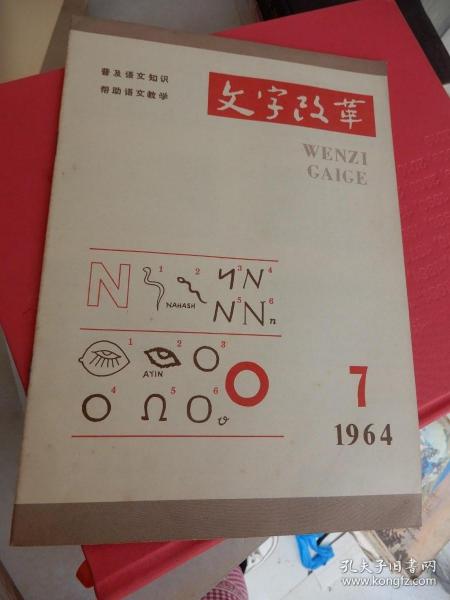 普及语文知识
帮助语文教学
文字改革
WENZI
GAIGE
N 1 NAHASH 2 3 4 N N
N 5 N 6 n
1 2 AYIN 3 O
4 O 5 Ω 6 O O
7
1964
孔夫子旧书网
www.kongfz.com